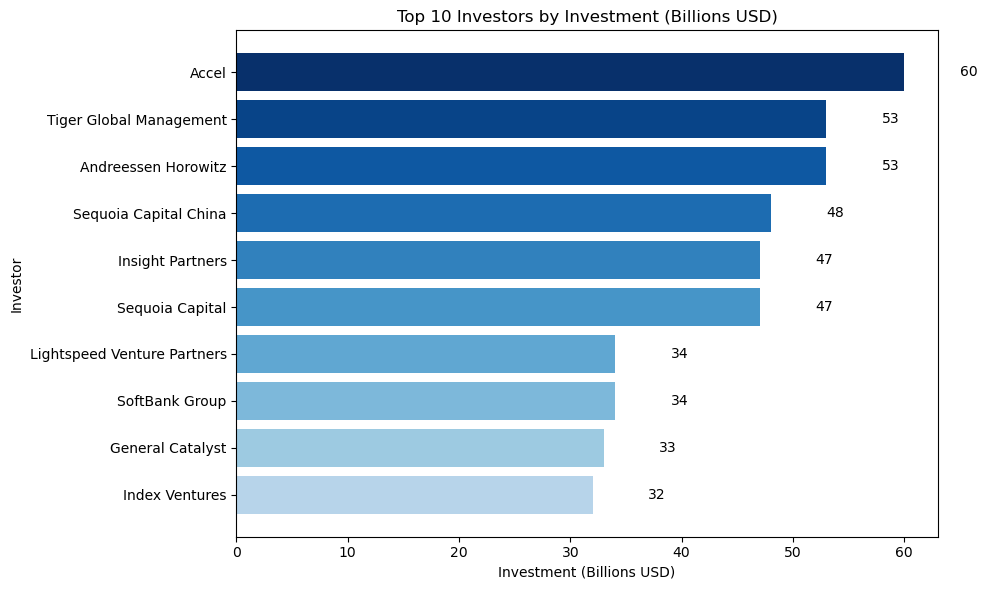 Top 10 Investors by Investment (Billions USD)
Investor
Accel 60
Tiger Global Management 53
Andreessen Horowitz 53
Sequoia Capital China 48
Insight Partners 47
Sequoia Capital 47
Lightspeed Venture Partners 34
SoftBank Group 34
General Catalyst 33
Index Ventures 32
0 10 20 30 40 50 60
Investment (Billions USD)